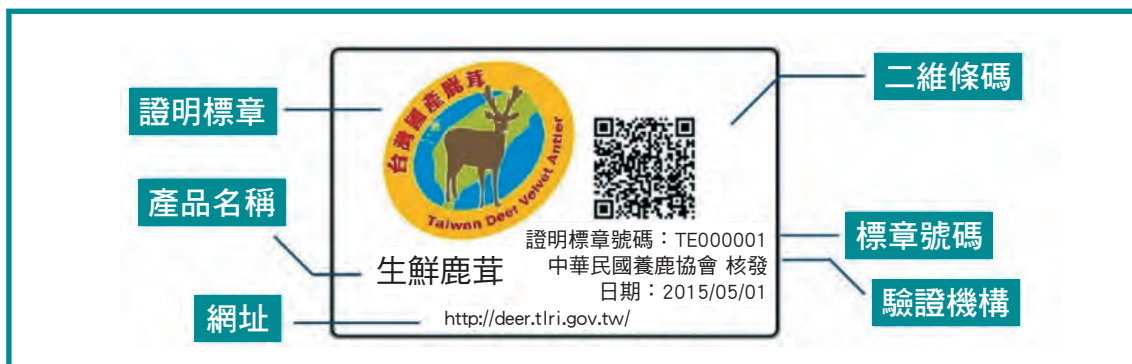 證明標章
產品名稱
網址
台灣國產鹿茸
Taiwan Deer Velvet Antler
生鮮鹿茸
證明標章號碼：TE000001
中華民國養鹿協會 核發
日期：2015/05/01
http://deer.tlri.gov.tw/
二維條碼
標章號碼
驗證機構